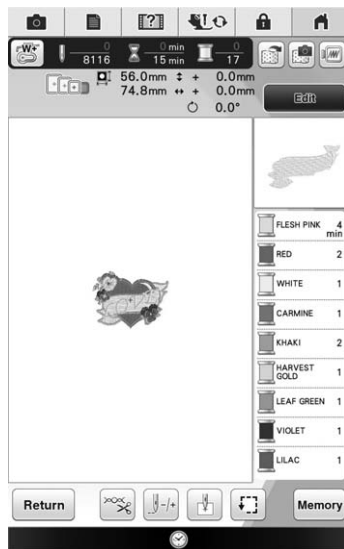 W+
0 0 min 0
8116 15 min 17
56.0mm + 0.0mm
74.8mm + 0.0mm
0.0°
Edit
FLESH PINK 4
min
RED 2
WHITE 1
CARMINE 1
KHAKI 2
HARVEST
GOLD 1
LEAF GREEN 1
VIOLET 1
LILAC 1
Return -/+ Memory